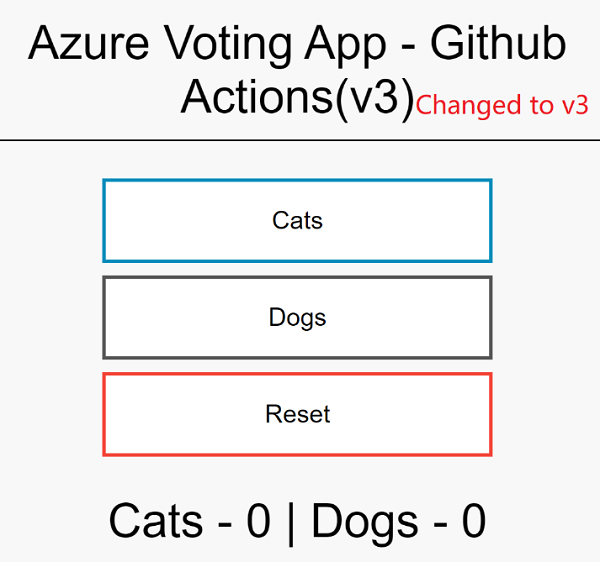 Azure Voting App - Github
Actions(v3)Changed to v3
Cats
Dogs
Reset
Cats - 0 | Dogs - 0